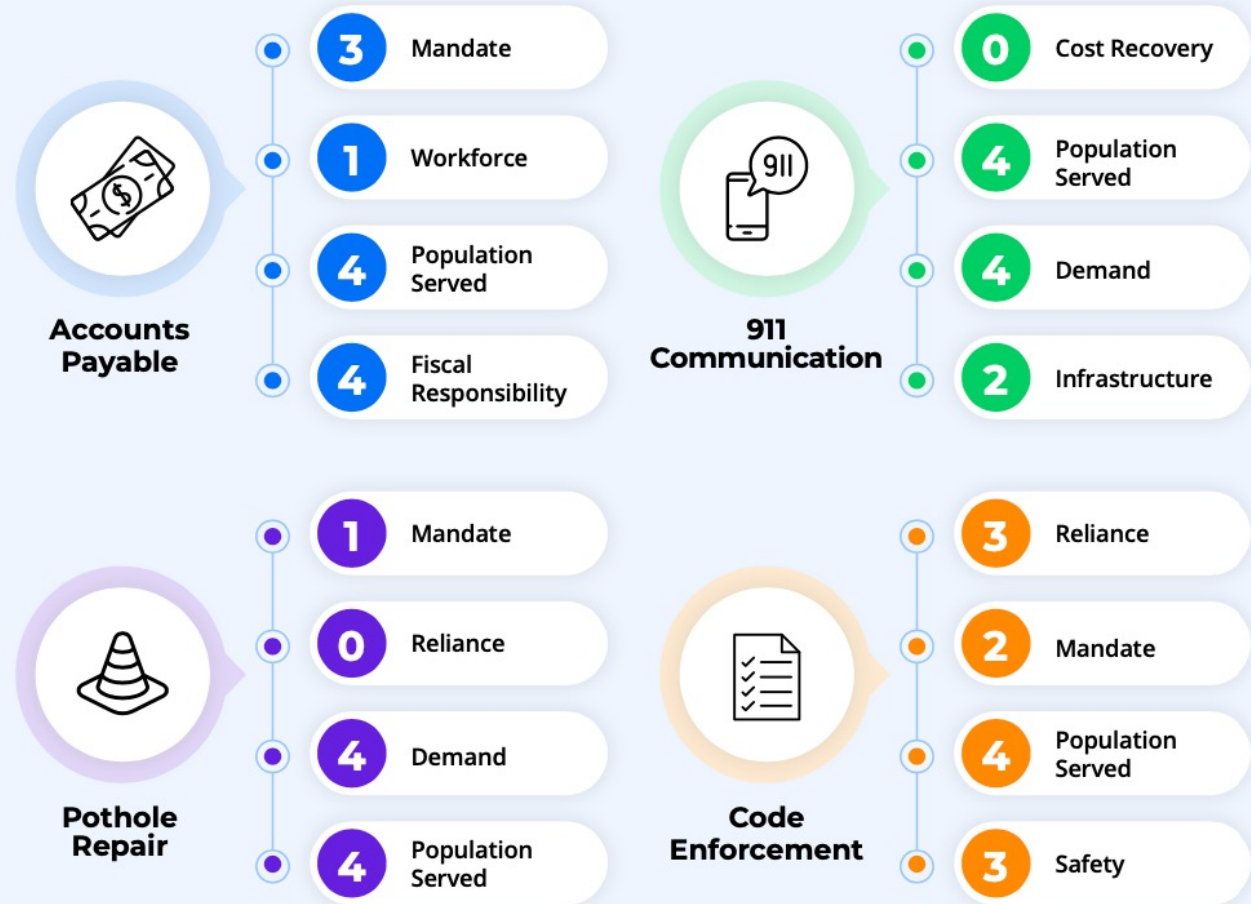 3 Mandate
1 Workforce
4 Population
Served
4 Fiscal
Responsibility
Accounts
Payable
0 Cost Recovery
4 Population
Served
4 Demand
2 Infrastructure
911
911
Communication
1 Mandate
0 Reliance
4 Demand
4 Population
Served
Pothole
Repair
3 Reliance
2 Mandate
4 Population
Served
3 Safety
Code
Enforcement